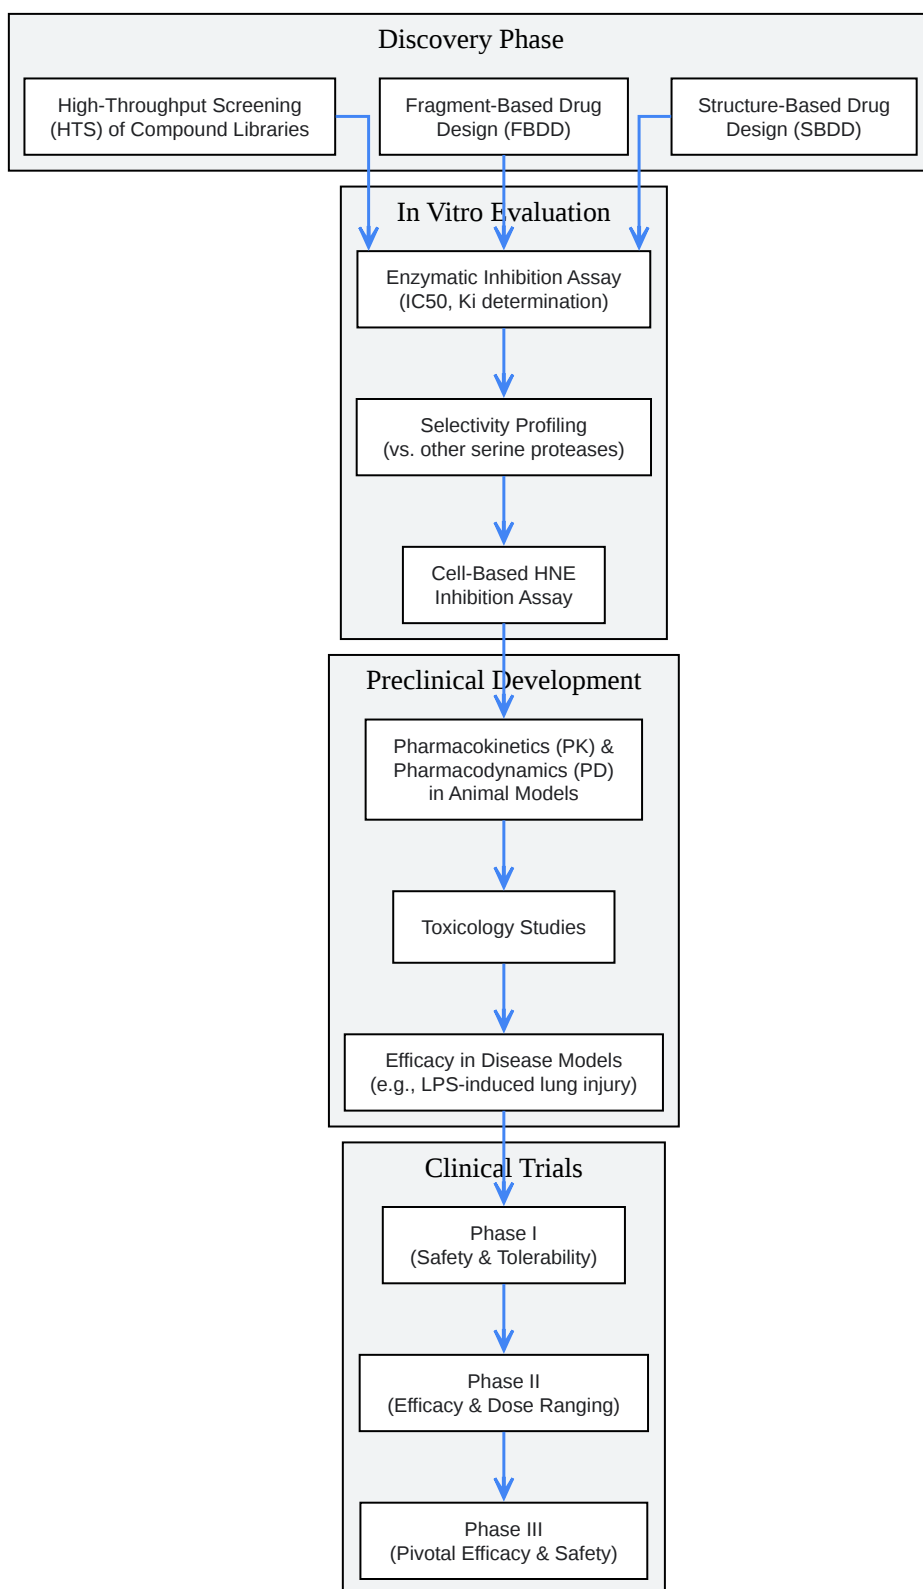 Discovery Phase
High-Throughput Screening
(HTS) of Compound Libraries
Fragment-Based Drug
Design (FBDD)
Structure-Based Drug
Design (SBDD)
In Vitro Evaluation
Enzymatic Inhibition Assay
(IC50, Ki determination)
Selectivity Profiling
(vs. other serine proteases)
Cell-Based HNE
Inhibition Assay
Preclinical Development
Pharmacokinetics (PK) &
Pharmacodynamics (PD)
in Animal Models
Toxicology Studies
Efficacy in Disease Models
(e.g., LPS-induced lung injury)
Clinical Trials
Phase I
(Safety & Tolerability)
Phase II
(Efficacy & Dose Ranging)
Phase III
(Pivotal Efficacy & Safety)